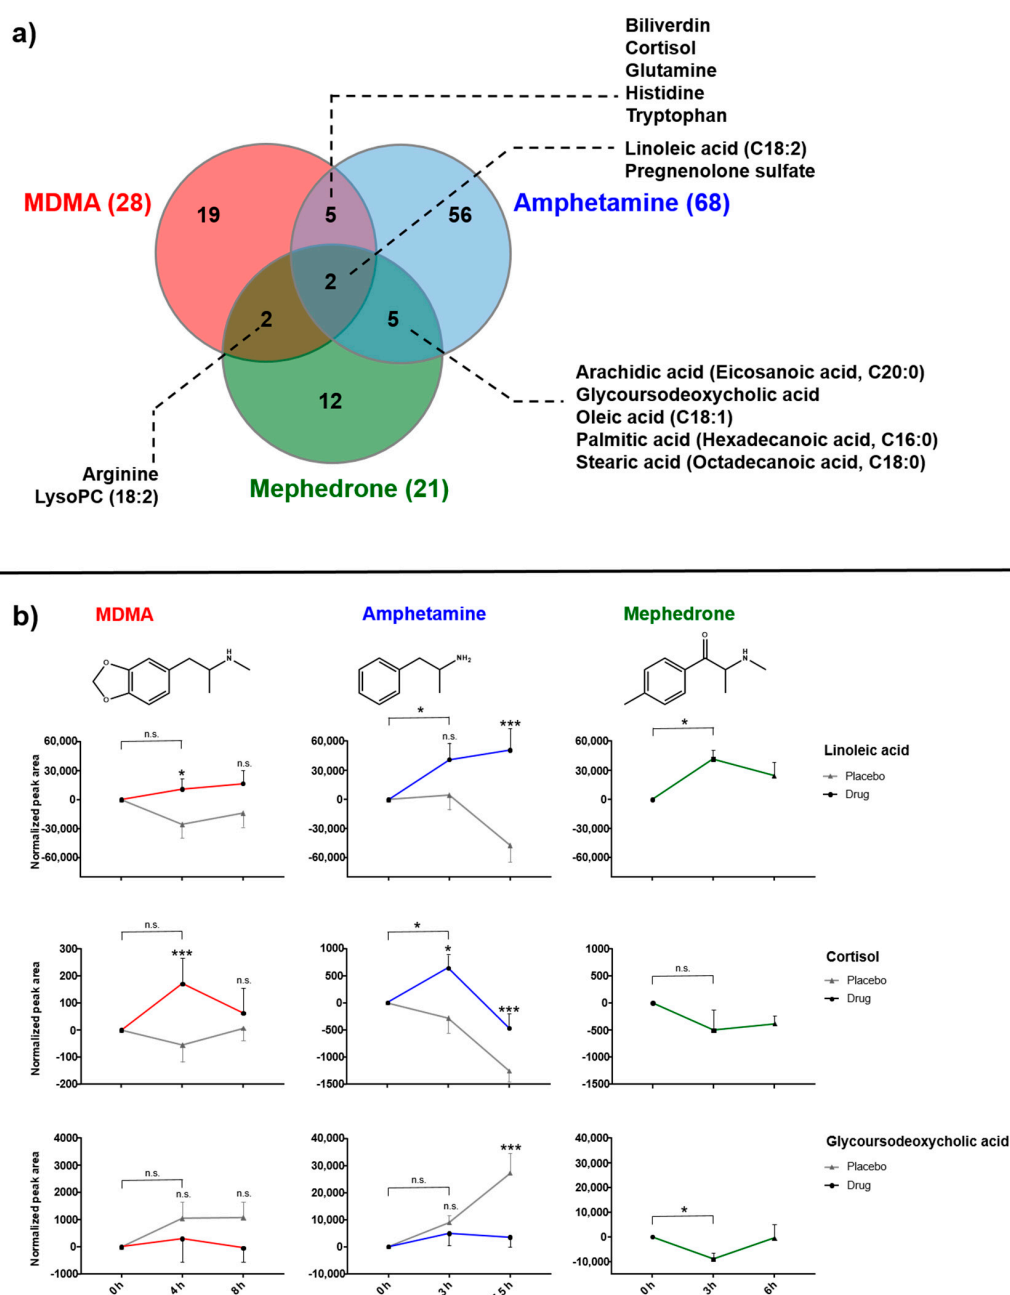 a)
Biliverdin
Cortisol
Glutamine
Histidine
Tryptophan
Linoleic acid (C18:2)
Pregnenolone sulfate
MDMA (28)
19
5
56
Amphetamine (68)
2
2
5
12
Arachidic acid (Eicosanoic acid, C20:0)
Glycoursodeoxycholic acid
Oleic acid (C18:1)
Palmitic acid (Hexadecanoic acid, C16:0)
Stearic acid (Octadecanoic acid, C18:0)
Arginine
LysoPC (18:2)
Mephedrone (21)
b)
MDMA
Amphetamine
Mephedrone
O
O
H
N
NH2
O
H
N
Normalized peak area
60,000
30,000
0
-30,000
-60,000
n.s.
*
n.s.
60,000
30,000
0
-30,000
-60,000
*
n.s.
***
60,000
30,000
0
-30,000
-60,000
*
Linoleic acid
Placebo
Drug
Normalized peak area
300
200
100
0
-100
-200
n.s.
***
n.s.
1000
500
0
-500
-1000
-1500
*
*
***
1000
500
0
-500
-1000
-1500
n.s.
Cortisol
Placebo
Drug
Normalized peak area
4000
3000
2000
1000
0
-1000
n.s.
n.s.
n.s.
0h
4h
8h
40,000
30,000
20,000
10,000
0
-10,000
n.s.
n.s.
***
0h
3h
40,000
30,000
20,000
10,000
0
-10,000
*
0h
3h
6h
Glycoursodeoxycholic acid
Placebo
Drug